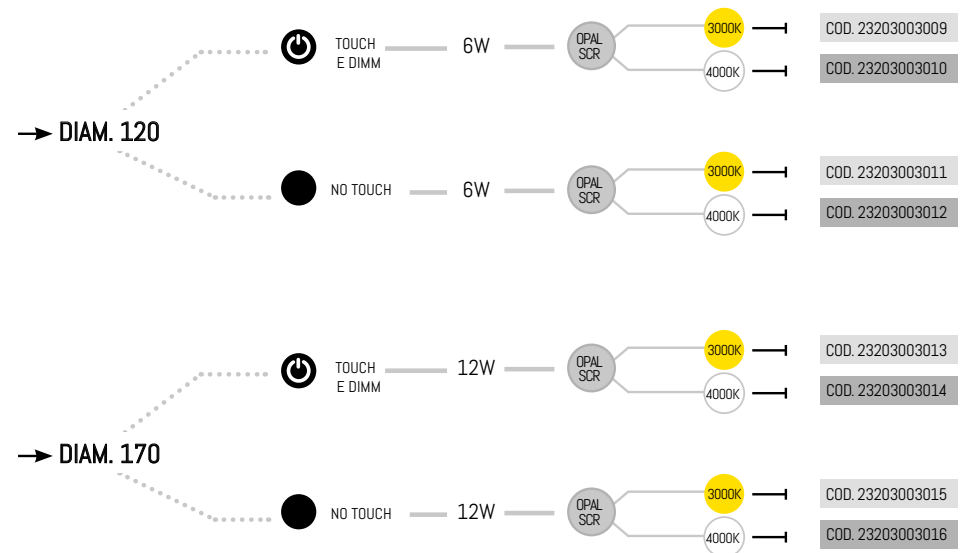 TOUCH
E DIMM
6W
OPAL
SCR
3000K
COD. 23203003009
4000K
COD. 23203003010
DIAM. 120
NO TOUCH
6W
OPAL
SCR
3000K
COD. 23203003011
4000K
COD. 23203003012
TOUCH
E DIMM
12W
OPAL
SCR
3000K
COD. 23203003013
4000K
COD. 23203003014
DIAM. 170
NO TOUCH
12W
OPAL
SCR
3000K
COD. 23203003015
4000K
COD. 23203003016